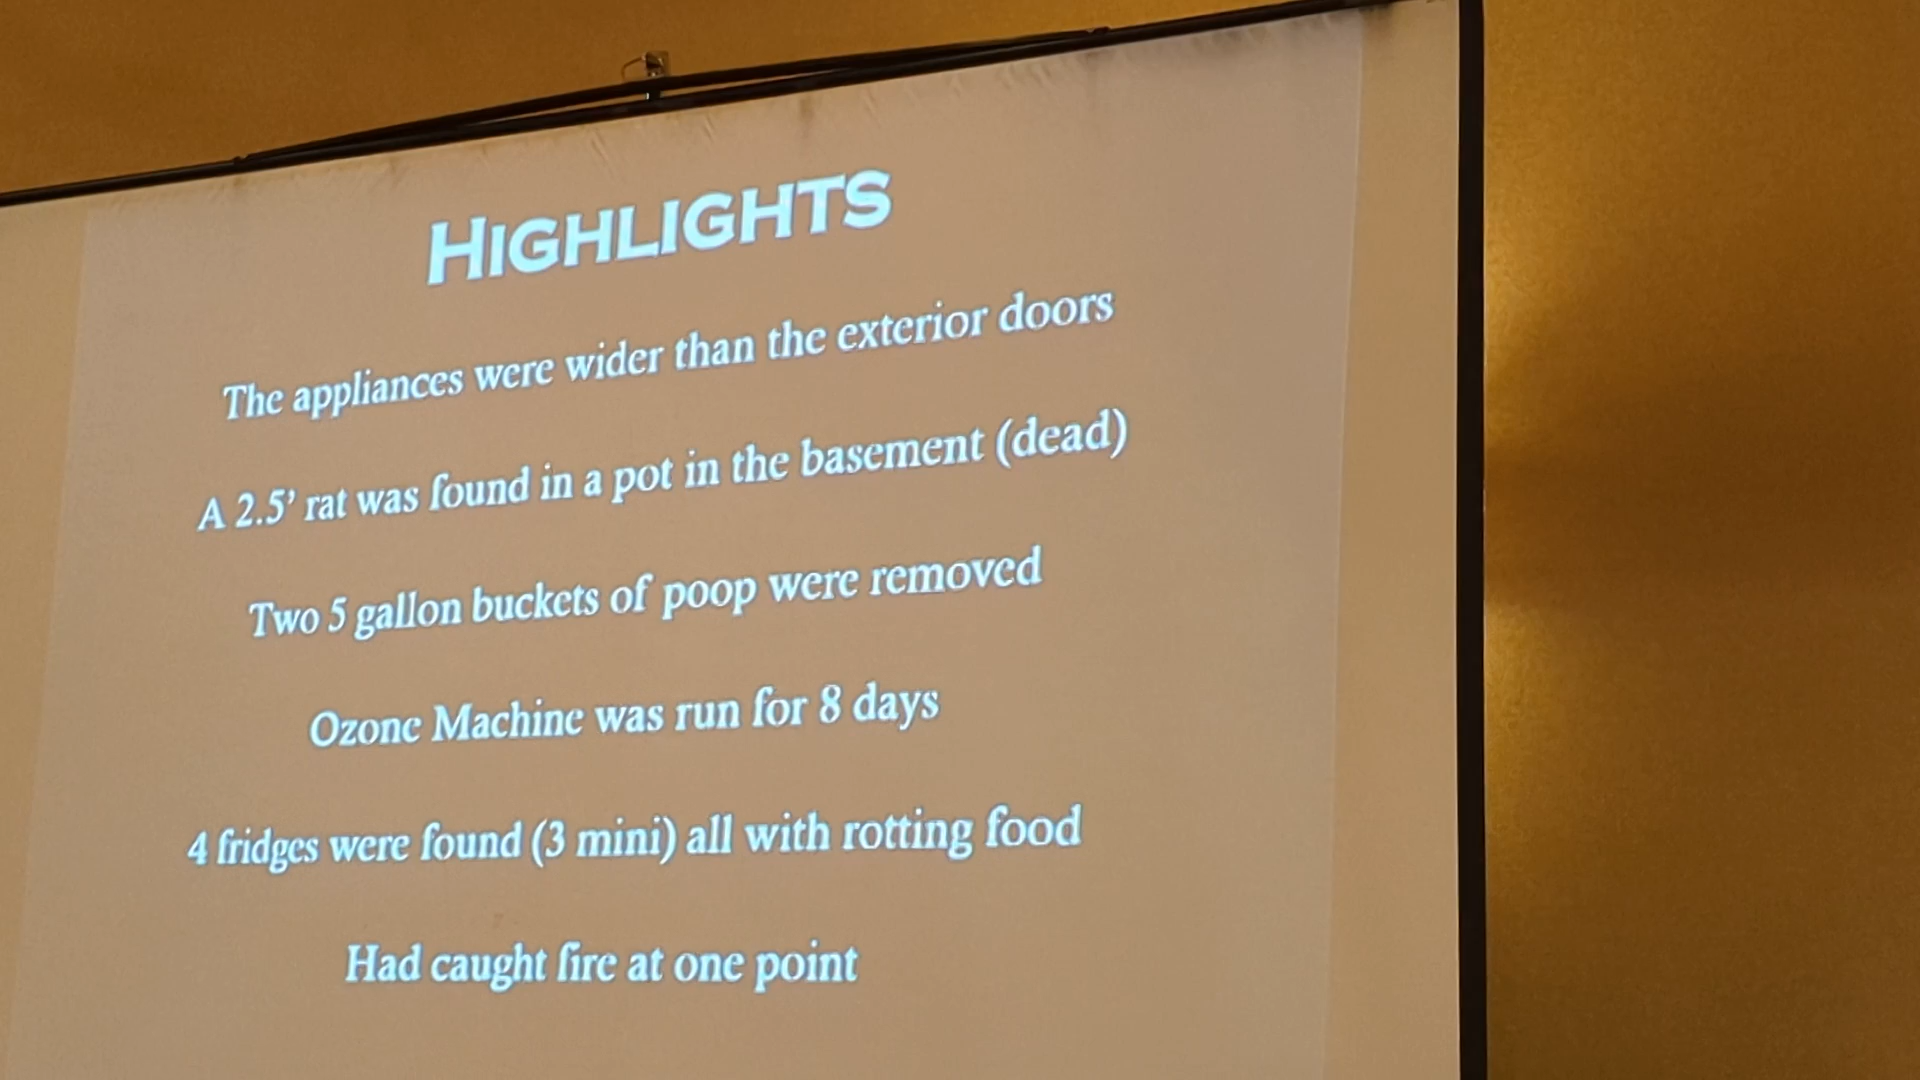 HIGHLIGHTS
The appliances were wider than the exterior doors
A 2.5’ rat was found in a pot in the basement (dead)
Two 5 gallon buckets of poop were removed
Ozone Machine was run for 8 days
4 fridges were found (3 mini) all with rotting food
Had caught fire at one point